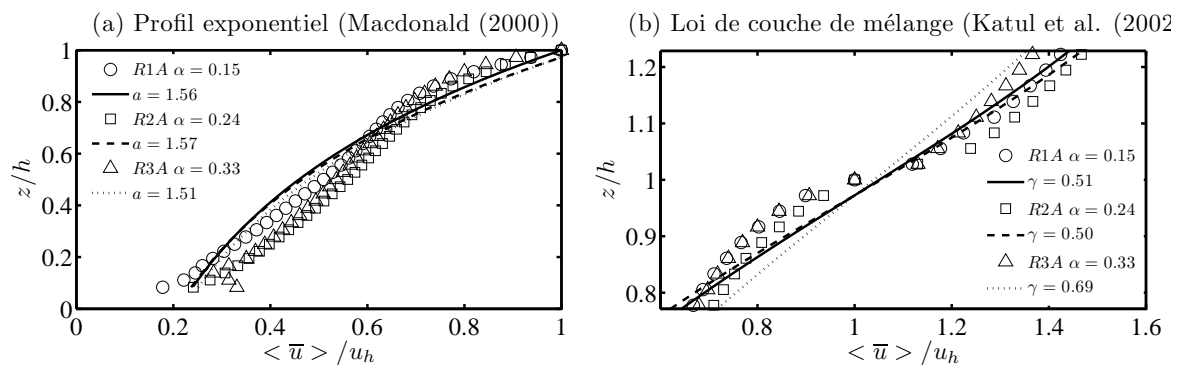 (a) Profil exponentiel (Macdonald (2000))
1
0.8
0.6
0.4
0.2
0
z/h
R1A α = 0.15
a = 1.56
R2A α = 0.24
a = 1.57
R3A α = 0.33
a = 1.51
0 0.2 0.4 0.6 0.8 1
< u̅ > /u_h
(b) Loi de couche de mélange (Katul et al. (2002
1.2
1.1
1
0.9
0.8
z/h
R1A α = 0.15
γ = 0.51
R2A α = 0.24
γ = 0.50
R3A α = 0.33
γ = 0.69
0.8 1 1.2 1.4 1.6
< u̅ > /u_h